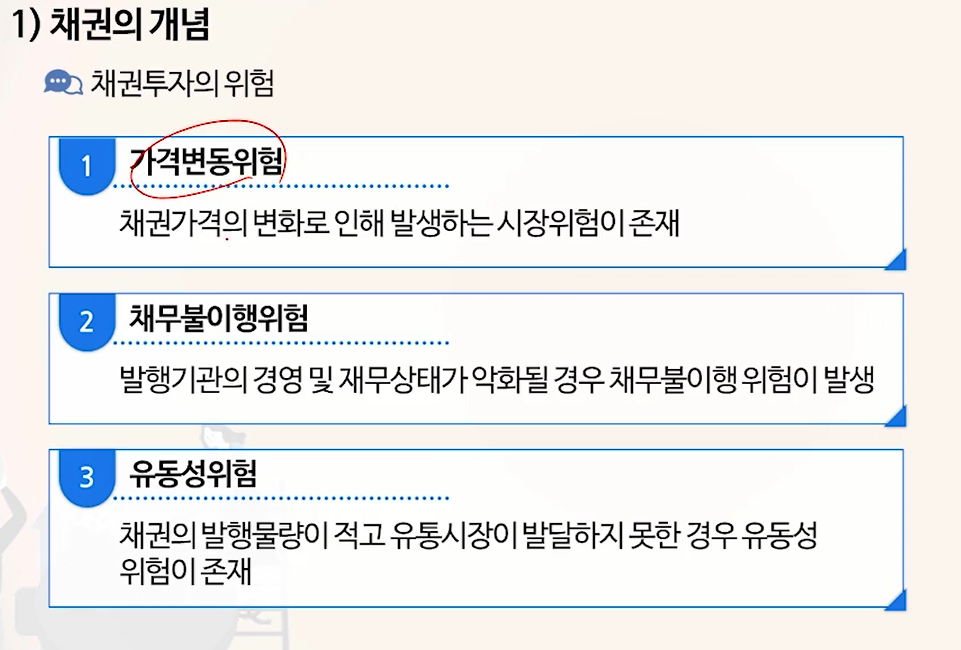 1) 채권의 개념
채권투자의 위험
1 가격변동위험
채권가격의 변화로 인해 발생하는 시장위험이 존재
2 채무불이행위험
발행기관의 경영 및 재무상태가 악화될 경우 채무불이행 위험이 발생
3 유동성위험
채권의 발행물량이 적고 유통시장이 발달하지 못한 경우 유동성
위험이 존재